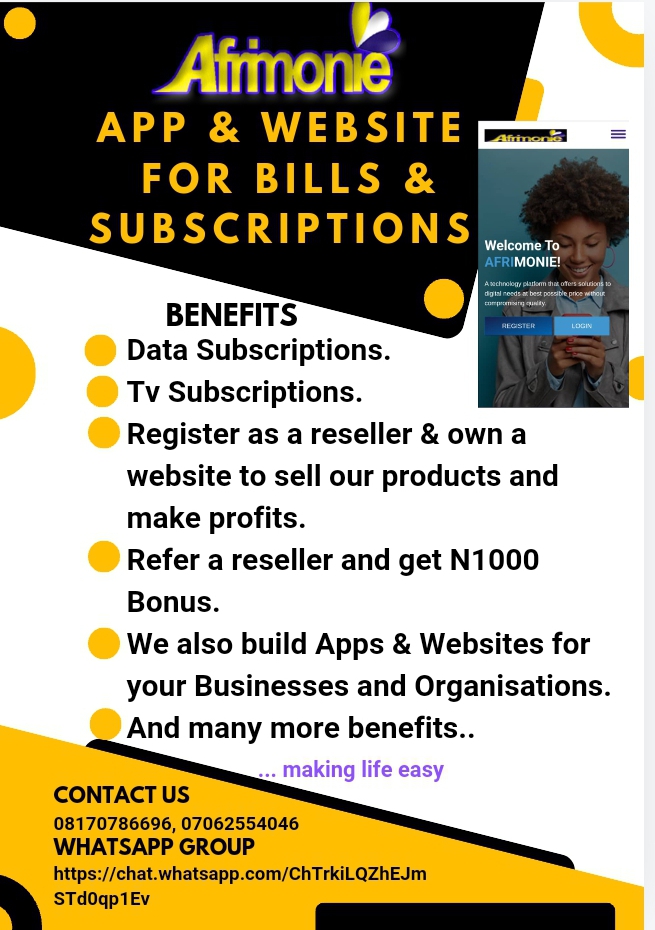 Afrimonie
APP & WEBSITE
FOR BILLS &
SUBSCRIPTIONS
Afrimonie
Welcome To
AFRIMONIE!
A technology platform that offers solutions to
digital needs at best possible price without
compromising quality.
REGISTER
LOGIN
BENEFITS
Data Subscriptions.
Tv Subscriptions.
Register as a reseller & own a
website to sell our products and
make profits.
Refer a reseller and get N1000
Bonus.
We also build Apps & Websites for
your Businesses and Organisations.
And many more benefits..
... making life easy
CONTACT US
08170786696, 07062554046
WHATSAPP GROUP
https://chat.whatsapp.com/ChTrkiLQZhEJm
STd0qp1Ev